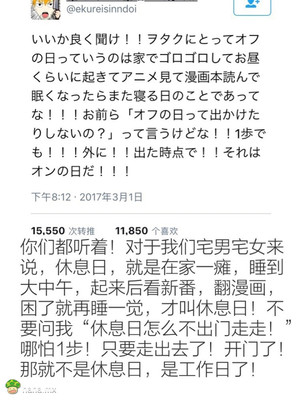 @ekureisinndoi
いいか良く聞け！！ヲタクにとってオフ
の日っていうのは家でゴロゴロしてお昼
くらいに起きてアニメ見て漫画本読んで
眠くなったらまた寝る日のことであって
な！！！お前ら「オフの日って出かけた
りしないの？」って言うけどな！！1歩で
も！！！外に！！出た時点で！！それは
オンの日だ！！！
下午8:12 · 2017年3月1日
15,550 次转推 11,850 个喜欢
你们都听着！对于我们宅男宅女来
说，休息日，就是在家一瘫，睡到
大中午，起来后看新番，翻漫画，
困了就再睡一觉，才叫休息日！不
要问我“休息日怎么不出门走走！”
哪怕1步！只要走出去了！开门了！
那就不是休息日，是工作日了！